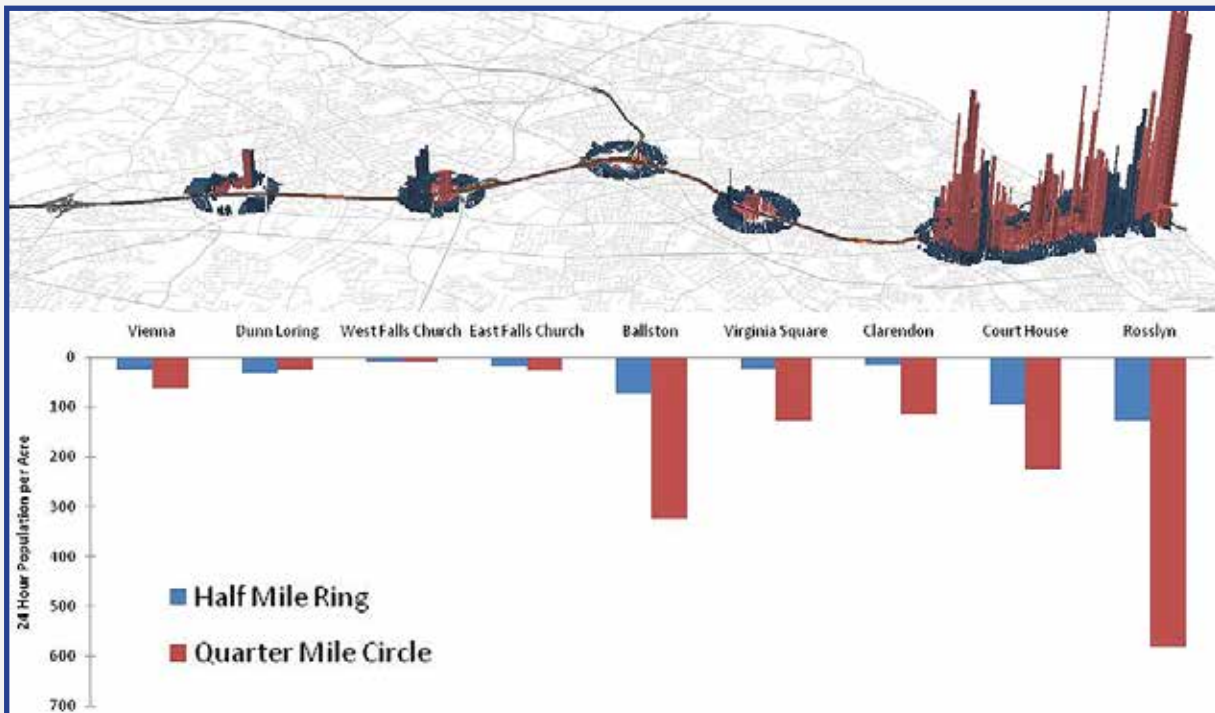 Vienna
Dunn Loring
West Falls Church
East Falls Church
Ballston
Virginia Square
Clarendon
Court House
Rosslyn
24 Hour Population per Acre
0
100
200
300
400
500
600
700
Half Mile Ring
Quarter Mile Circle